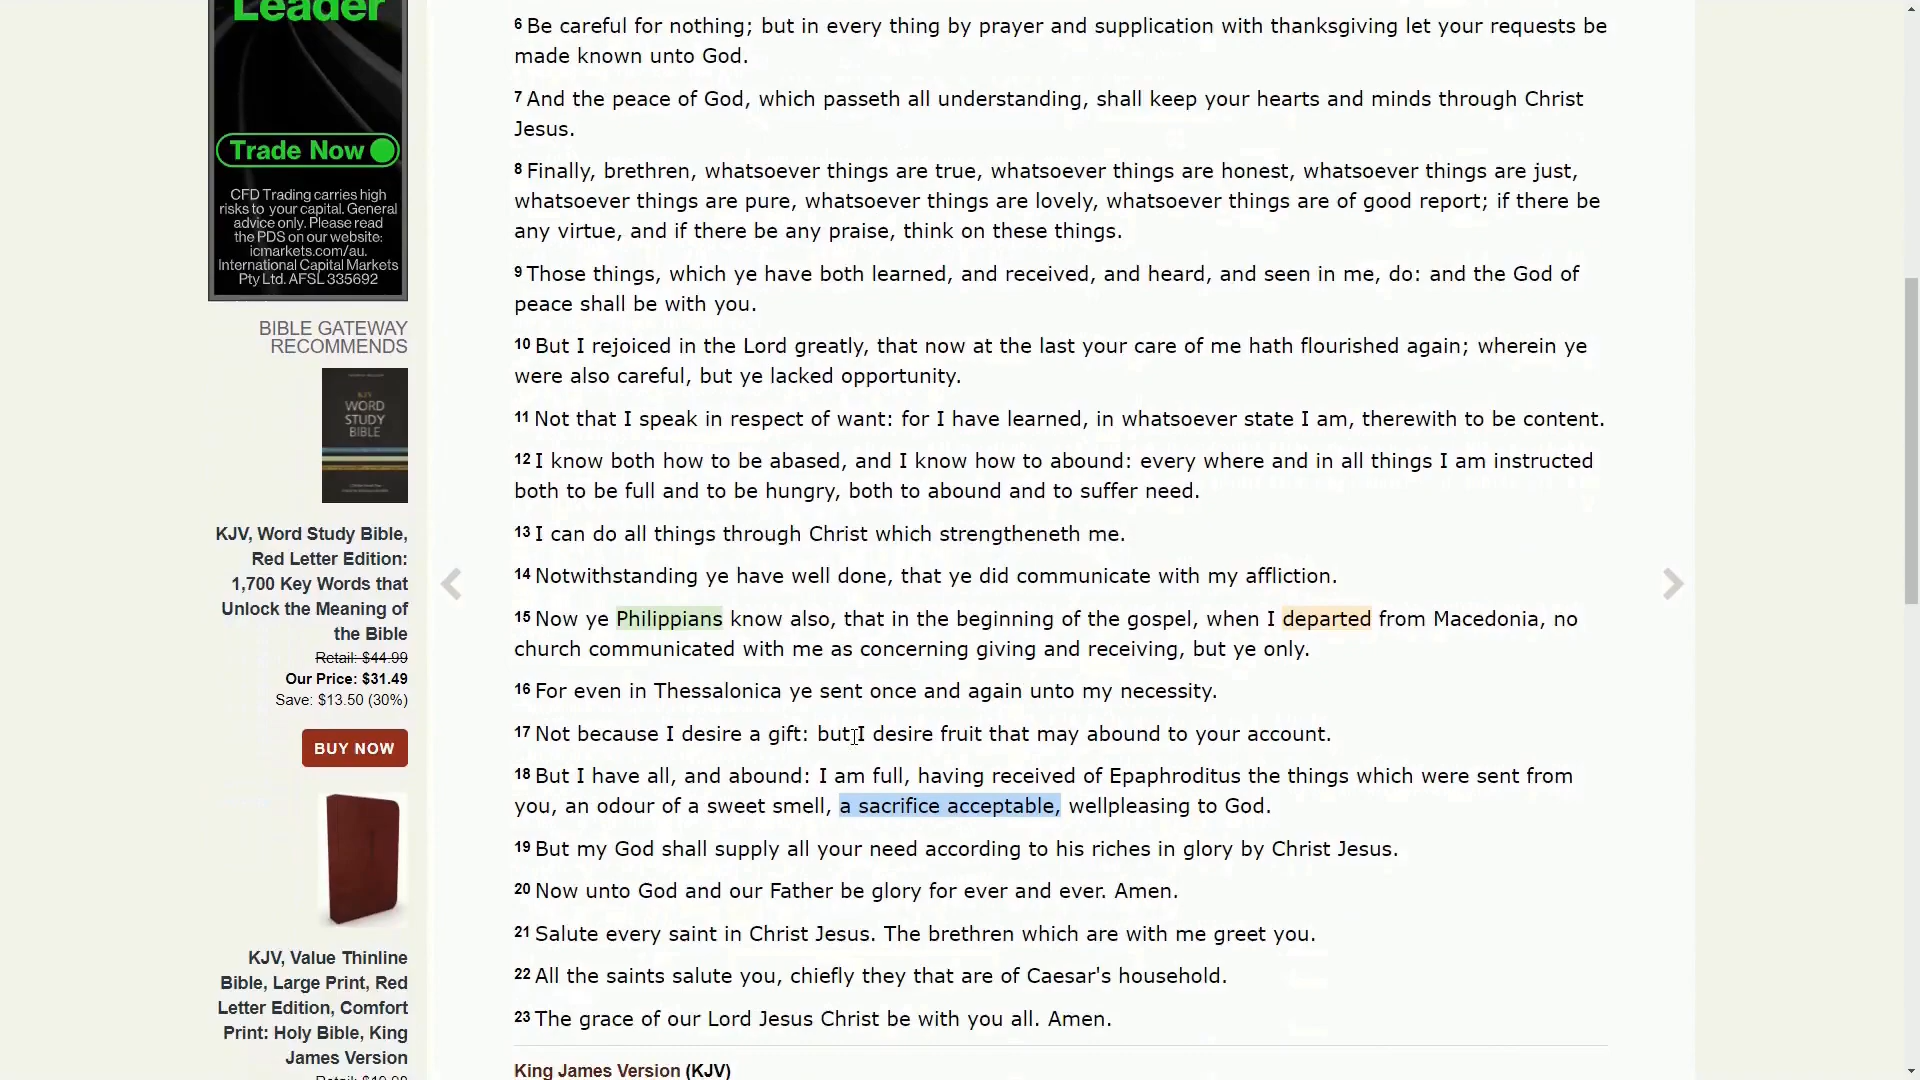 Leader
Trade Now
CFD Trading carries high
risks to your capital. General
advice only. Please read
the PDS on our website:
icmarkets.com/au.
International Capital Markets
Pty Ltd. AFSL 335692
BIBLE GATEWAY
RECOMMENDS
KJV
WORD
STUDY
BIBLE
KJV, Word Study Bible,
Red Letter Edition:
1,700 Key Words that
Unlock the Meaning of
the Bible
Retail: $44.99
Our Price: $31.49
Save: $13.50 (30%)
BUY NOW
KJV, Value Thinline
Bible, Large Print, Red
Letter Edition, Comfort
Print: Holy Bible, King
James Version
6 Be careful for nothing; but in every thing by prayer and supplication with thanksgiving let your requests be
made known unto God.
7 And the peace of God, which passeth all understanding, shall keep your hearts and minds through Christ
Jesus.
8 Finally, brethren, whatsoever things are true, whatsoever things are honest, whatsoever things are just,
whatsoever things are pure, whatsoever things are lovely, whatsoever things are of good report; if there be
any virtue, and if there be any praise, think on these things.
9 Those things, which ye have both learned, and received, and heard, and seen in me, do: and the God of
peace shall be with you.
10 But I rejoiced in the Lord greatly, that now at the last your care of me hath flourished again; wherein ye
were also careful, but ye lacked opportunity.
11 Not that I speak in respect of want: for I have learned, in whatsoever state I am, therewith to be content.
12 I know both how to be abased, and I know how to abound: every where and in all things I am instructed
both to be full and to be hungry, both to abound and to suffer need.
13 I can do all things through Christ which strengtheneth me.
14 Notwithstanding ye have well done, that ye did communicate with my affliction.
15 Now ye Philippians know also, that in the beginning of the gospel, when I departed from Macedonia, no
church communicated with me as concerning giving and receiving, but ye only.
16 For even in Thessalonica ye sent once and again unto my necessity.
17 Not because I desire a gift: but I desire fruit that may abound to your account.
18 But I have all, and abound: I am full, having received of Epaphroditus the things which were sent from
you, an odour of a sweet smell, a sacrifice acceptable, wellpleasing to God.
19 But my God shall supply all your need according to his riches in glory by Christ Jesus.
20 Now unto God and our Father be glory for ever and ever. Amen.
21 Salute every saint in Christ Jesus. The brethren which are with me greet you.
22 All the saints salute you, chiefly they that are of Caesar's household.
23 The grace of our Lord Jesus Christ be with you all. Amen.
King James Version (KJV)